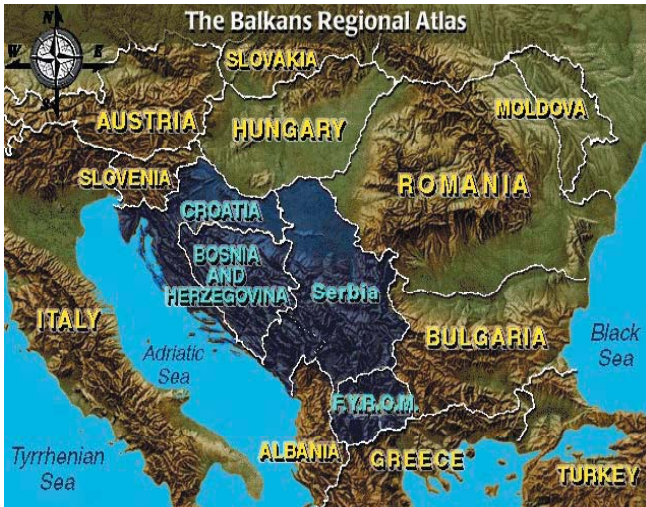 The Balkans Regional Atlas
N
W E
S
SLOVAKIA
AUSTRIA
HUNGARY
MOLDOVA
SLOVENIA
ROMANIA
CROATIA
BOSNIA
AND
HERZEGOVINA
Serbia
ITALY
BULGARIA
Black
Sea
Adriatic
Sea
F.Y.R.O.M.
ALBANIA
GREECE
Tyrrhenian
Sea
TURKEY